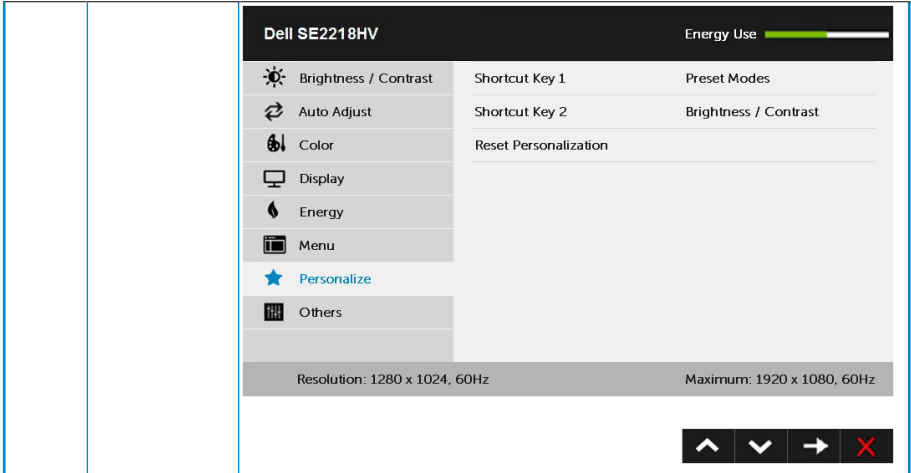 Dell SE2218HV
Energy Use
Brightness / Contrast
Shortcut Key 1
Preset Modes
Auto Adjust
Shortcut Key 2
Brightness / Contrast
Color
Reset Personalization
Display
Energy
Menu
Personalize
Others
Resolution: 1280 x 1024, 60Hz
Maximum: 1920 x 1080, 60Hz